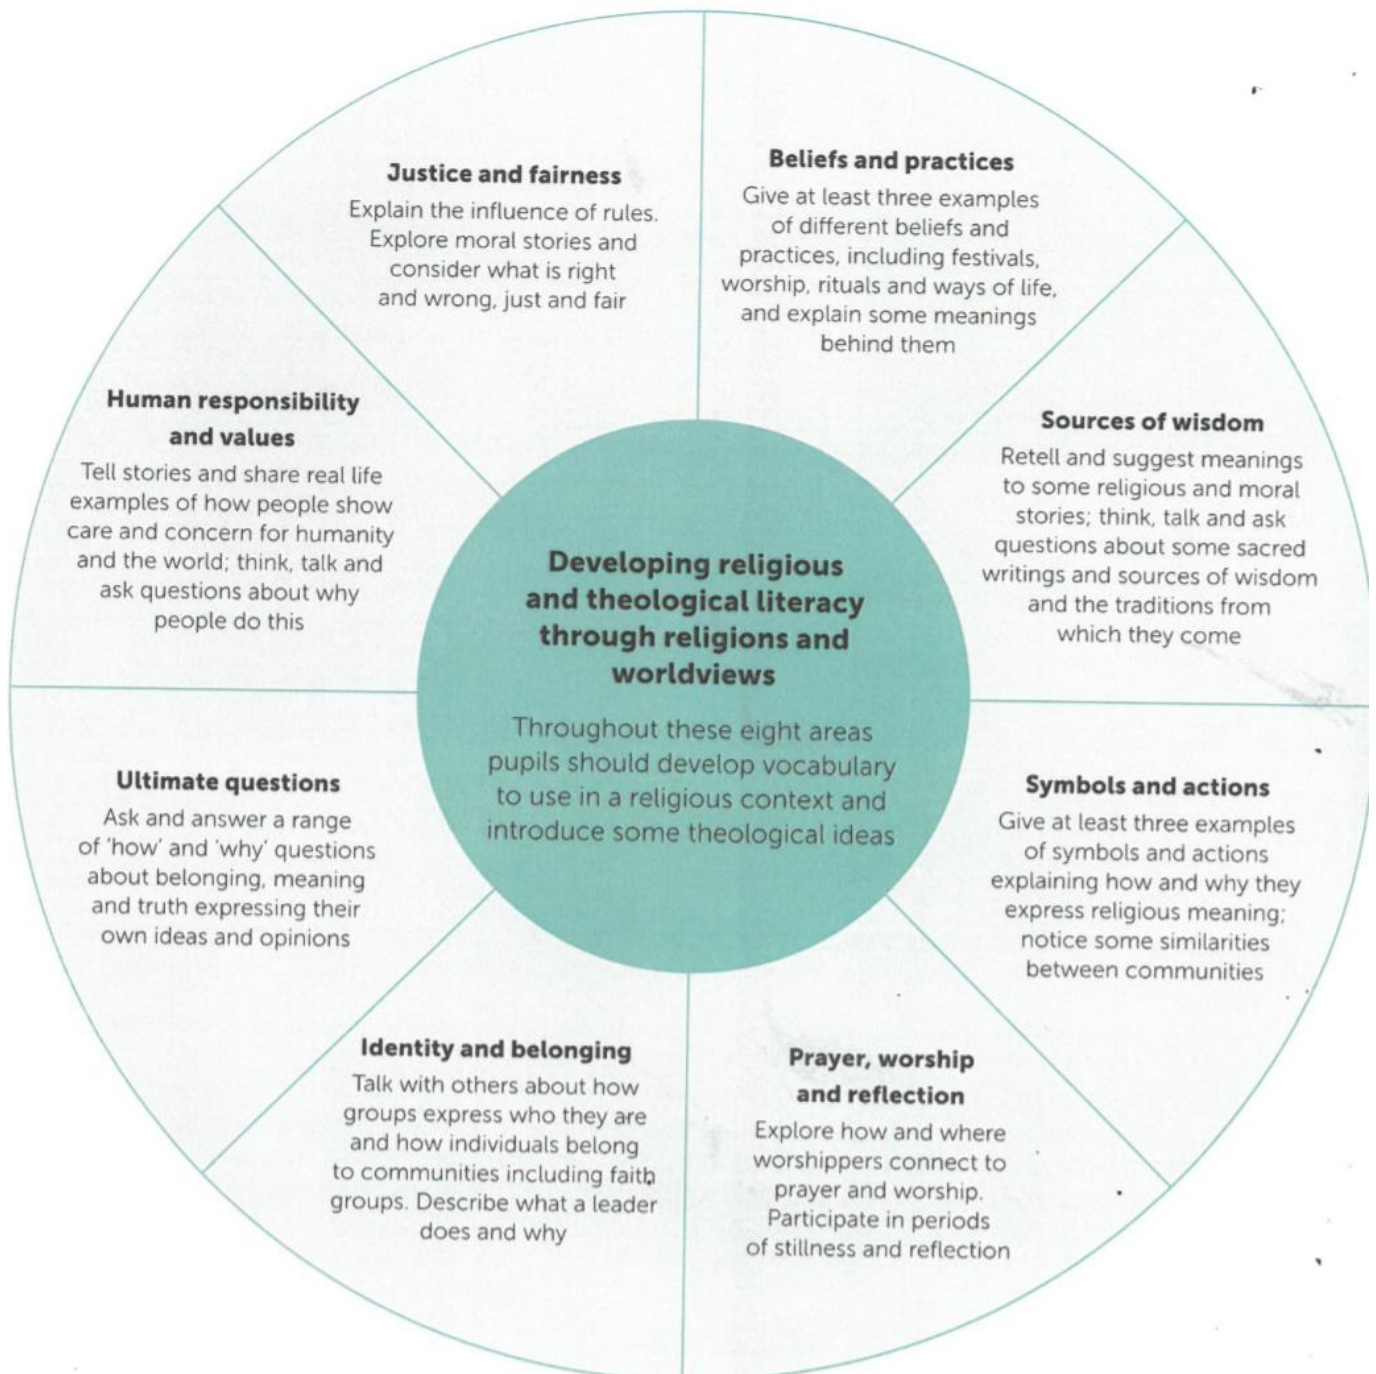 Justice and fairness
Explain the influence of rules.
Explore moral stories and
consider what is right
and wrong, just and fair
Beliefs and practices
Give at least three examples
of different beliefs and
practices, including festivals,
worship, rituals and ways of life,
and explain some meanings
behind them
Sources of wisdom
Retell and suggest meanings
to some religious and moral
stories; think, talk and ask
questions about some sacred
writings and sources of wisdom
and the traditions from
which they come
Symbols and actions
Give at least three examples
of symbols and actions
explaining how and why they
express religious meaning;
notice some similarities
between communities
Prayer, worship
and reflection
Explore how and where
worshippers connect to
prayer and worship.
Participate in periods
of stillness and reflection
Identity and belonging
Talk with others about how
groups express who they are
and how individuals belong
to communities including faith
groups. Describe what a leader
does and why
Ultimate questions
Ask and answer a range
of 'how' and 'why' questions
about belonging, meaning
and truth expressing their
own ideas and opinions
Human responsibility
and values
Tell stories and share real life
examples of how people show
care and concern for humanity
and the world; think, talk and
ask questions about why
people do this
Developing religious
and theological literacy
through religions and
worldviews
Throughout these eight areas
pupils should develop vocabulary
to use in a religious context and
introduce some theological ideas